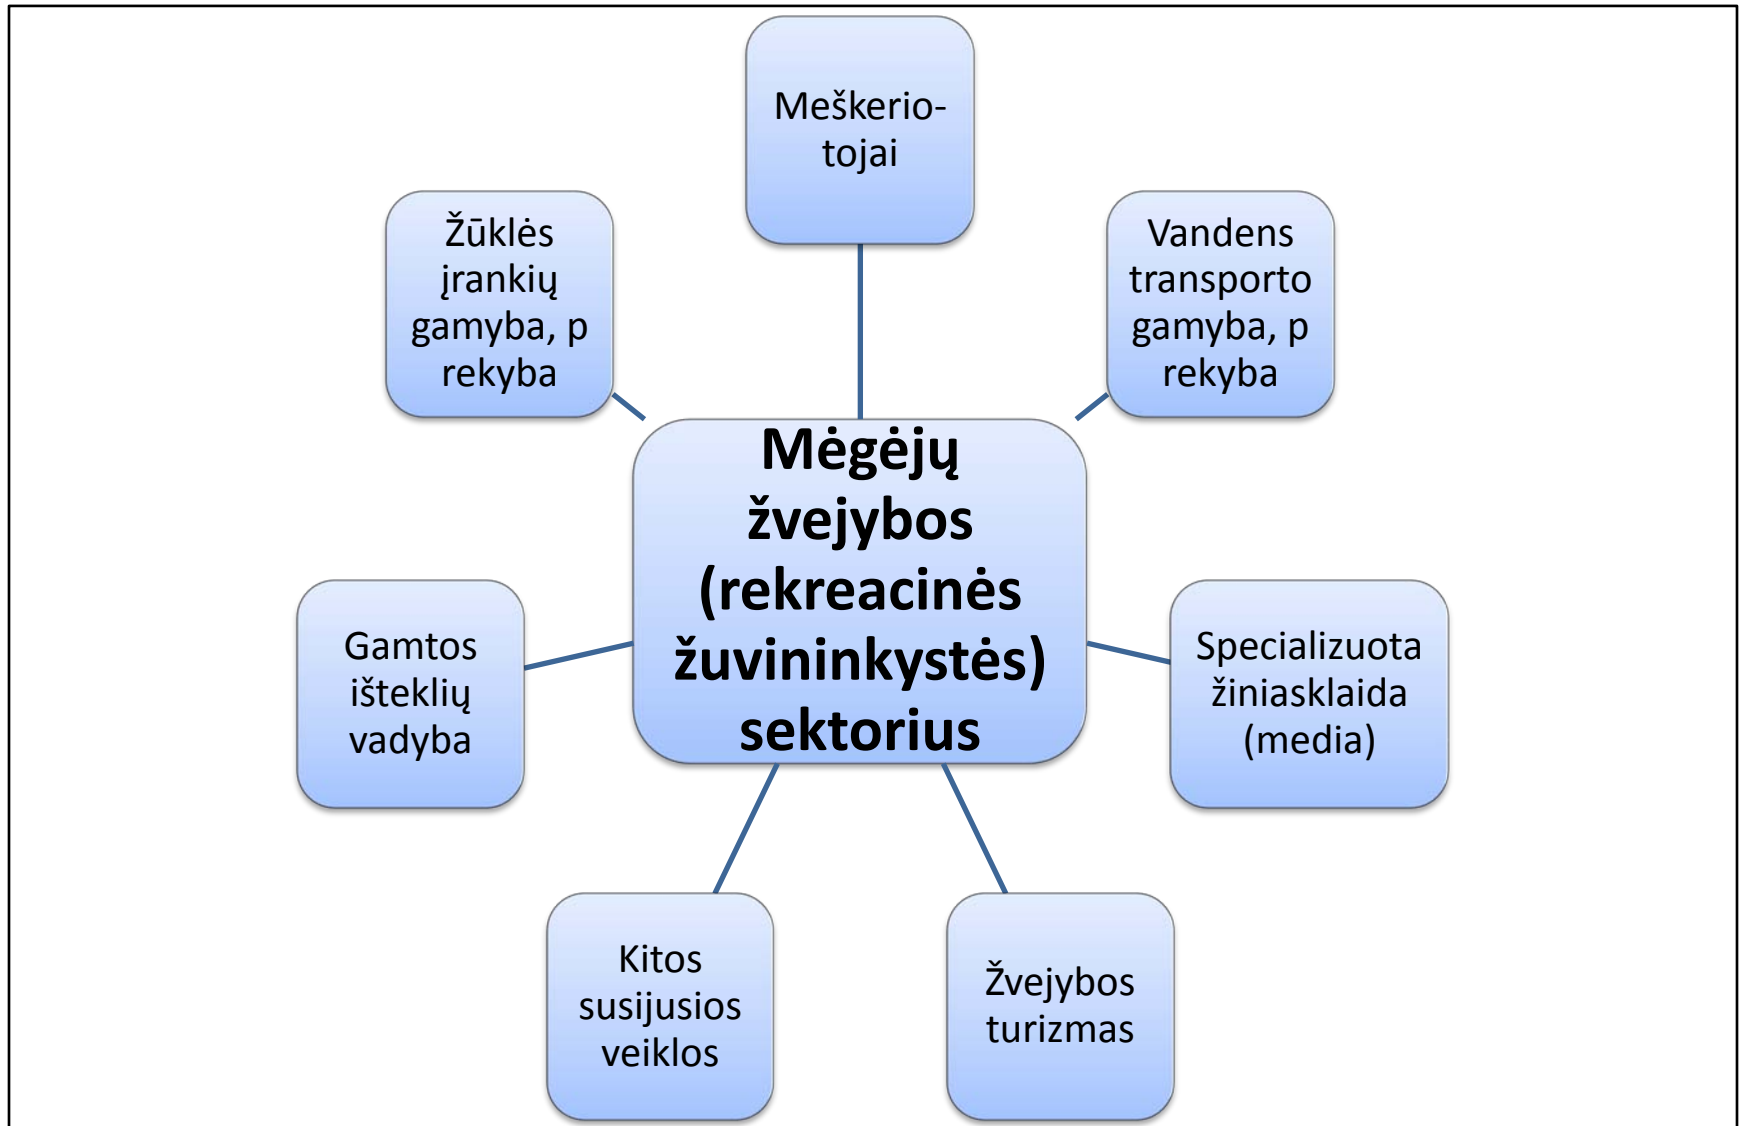 Meškerio-
tojai
Vandens
transporto
gamyba, p
rekyba
Specializuota
žiniasklaida
(media)
Žvejybos
turizmas
Kitos
susijusios
veiklos
Gamtos
išteklių
vadyba
Žūklės
įrankių
gamyba, p
rekyba
Mėgėjų
žvejybos
(rekreacinės
žuvininkystės)
sektorius